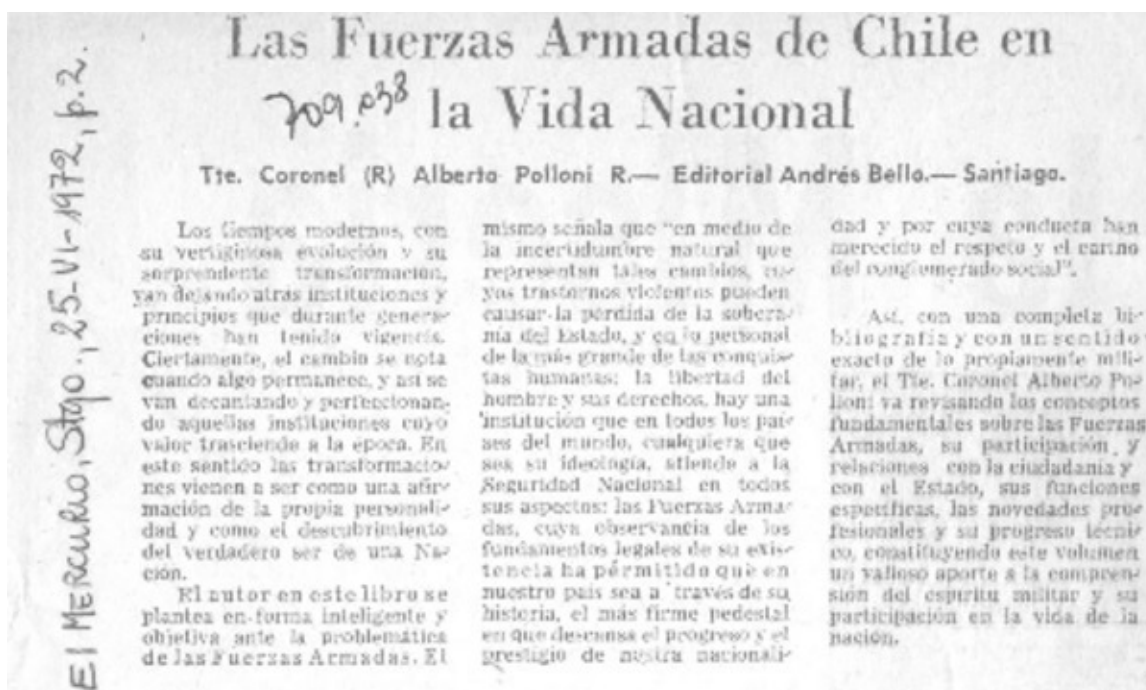 Las Fuerzas Armadas de Chile en
la Vida Nacional
709.038
El MERCURIO, Stgo., 25-VI-1972, p.2.
Tte. Coronel (R) Alberto Polloni R.— Editorial Andrés Bello.— Santiago.
Los tiempos modernos, con
su vertiginosa evolución y su
sorprendente transformación,
van dejando atras instituciones y
principios que durante genera-
ciones han tenido vigencia.
Ciertamente, el cambio se nota
cuando algo permanece, y así se
van decantando y perfeccionan-
do aquellas instituciones cuyo
valor trasciende a la época. En
este sentido las transformacio-
nes vienen a ser como una afir-
mación de la propia personali-
dad y como el descubrimiento
del verdadero ser de una Na-
ción.
El autor en este libro se
plantea en forma inteligente y
objetiva ante la problemática
de las Fuerzas Armadas. El
mismo señala que "en medio de
la incertidumbre natural que
representan tales cambios, cu-
yos trastornos violentos pueden
causar la pérdida de la sobera-
nía del Estado, y en lo personal
de la más grande de las conquis-
tas humanas: la libertad del
hombre y sus derechos, hay una
institución que en todos los paí-
ses del mundo, cualquiera que
sea su ideología, atiende a la
Seguridad Nacional en todos
sus aspectos: las Fuerzas Arma-
das, cuya observancia de los
fundamentos legales de su exis-
tencia ha permitido que en
nuestro país sea a través de su
historia, el más firme pedestal
en que descansa el progreso y el
prestigio de nuestra nacionali-
dad y por cuya conducta han
merecido el respeto y el cariño
del conglomerado social".
Así, con una completa bi-
bliografía y con un sentido
exacto de lo propiamente mili-
tar, el Tte. Coronel Alberto Po-
lloni va revisando los conceptos
fundamentales sobre las Fuerzas
Armadas, su participación y
relaciones con la ciudadanía y
con el Estado, sus funciones
específicas, las novedades pro-
fesionales y su progreso técni-
co, constituyendo este volumen
un valioso aporte a la compren-
sión del espíritu militar y su
participación en la vida de la
nación.